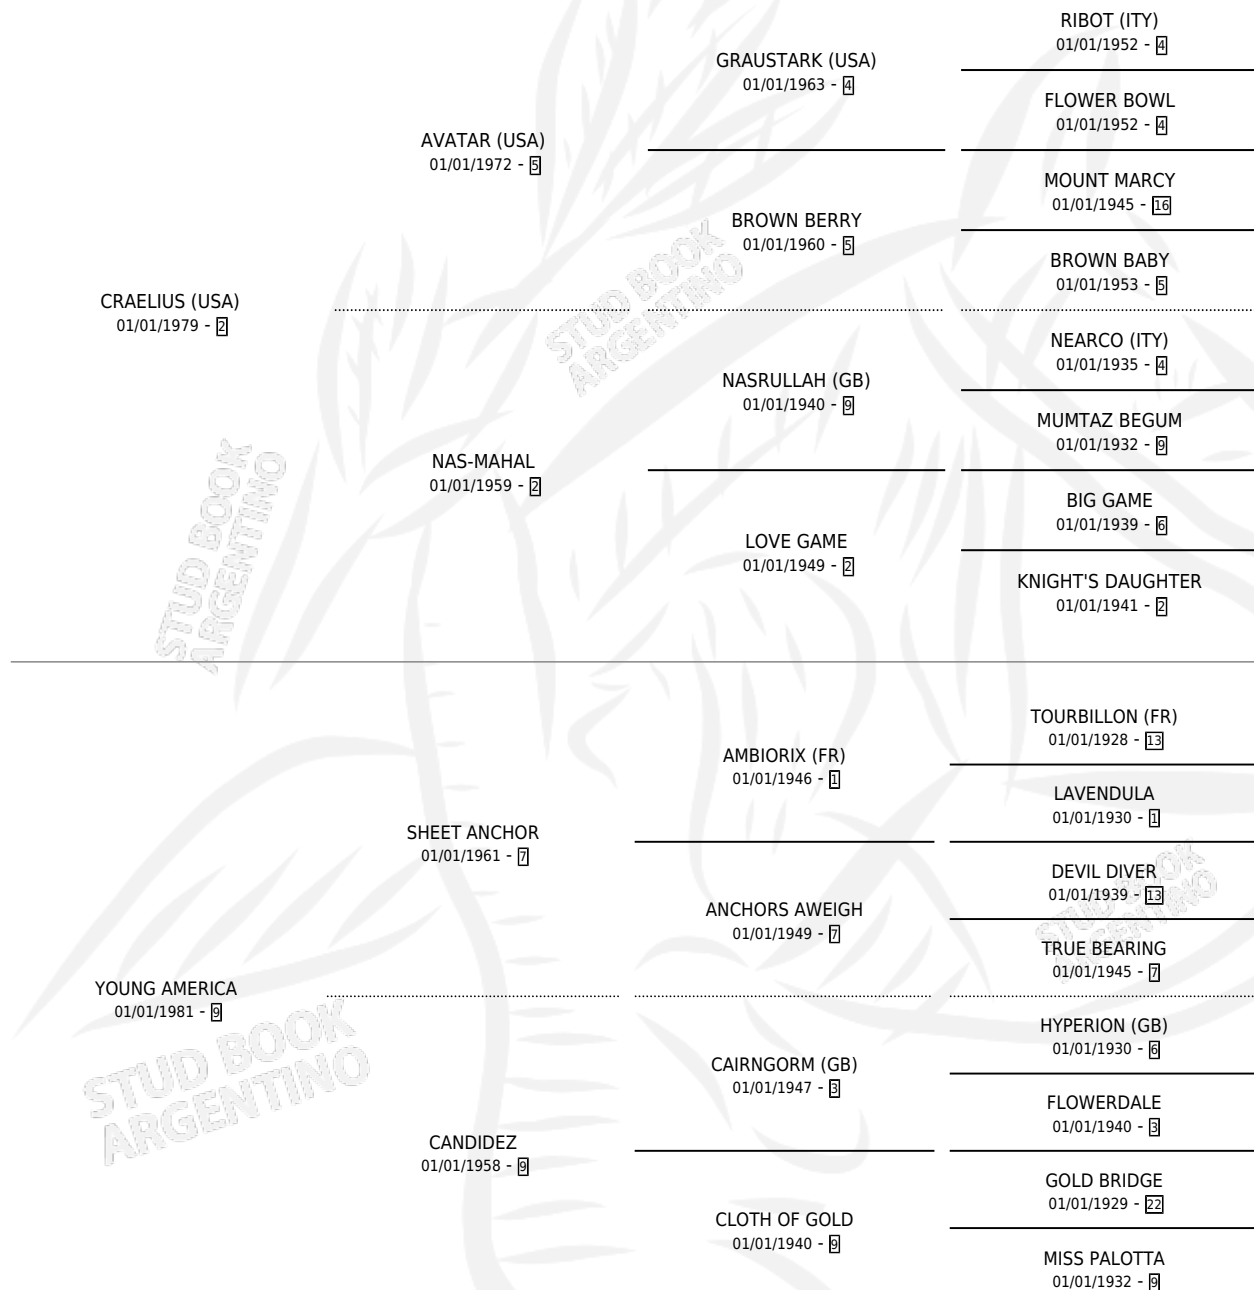 CRAELIUS (USA)
01/01/1979 - 2
AVATAR (USA)
01/01/1972 - 5
GRAUSTARK (USA)
01/01/1963 - 4
RIBOT (ITY)
01/01/1952 - 4
FLOWER BOWL
01/01/1952 - 4
BROWN BERRY
01/01/1960 - 5
MOUNT MARCY
01/01/1945 - 16
BROWN BABY
01/01/1953 - 5
NAS-MAHAL
01/01/1959 - 2
NASRULLAH (GB)
01/01/1940 - 9
NEARCO (ITY)
01/01/1935 - 4
MUMTAZ BEGUM
01/01/1932 - 9
LOVE GAME
01/01/1949 - 2
BIG GAME
01/01/1939 - 6
KNIGHT'S DAUGHTER
01/01/1941 - 2
YOUNG AMERICA
01/01/1981 - 9
SHEET ANCHOR
01/01/1961 - 7
AMBIORIX (FR)
01/01/1946 - 1
TOURBILLON (FR)
01/01/1928 - 13
LAVENDULA
01/01/1930 - 1
ANCHORS AWEIGH
01/01/1949 - 7
DEVIL DIVER
01/01/1939 - 13
TRUE BEARING
01/01/1945 - 7
CANDIDEZ
01/01/1958 - 9
CAIRNGORM (GB)
01/01/1947 - 3
HYPERION (GB)
01/01/1930 - 6
FLOWERDALE
01/01/1940 - 3
CLOTH OF GOLD
01/01/1940 - 9
GOLD BRIDGE
01/01/1929 - 22
MISS PALOTTA
01/01/1932 - 9
STUD BOOK
ARGENTINO
STUD BOOK
ARGENTINO
STUD BOOK
ARGENTINO
STUD BOOK
ARGENTINO